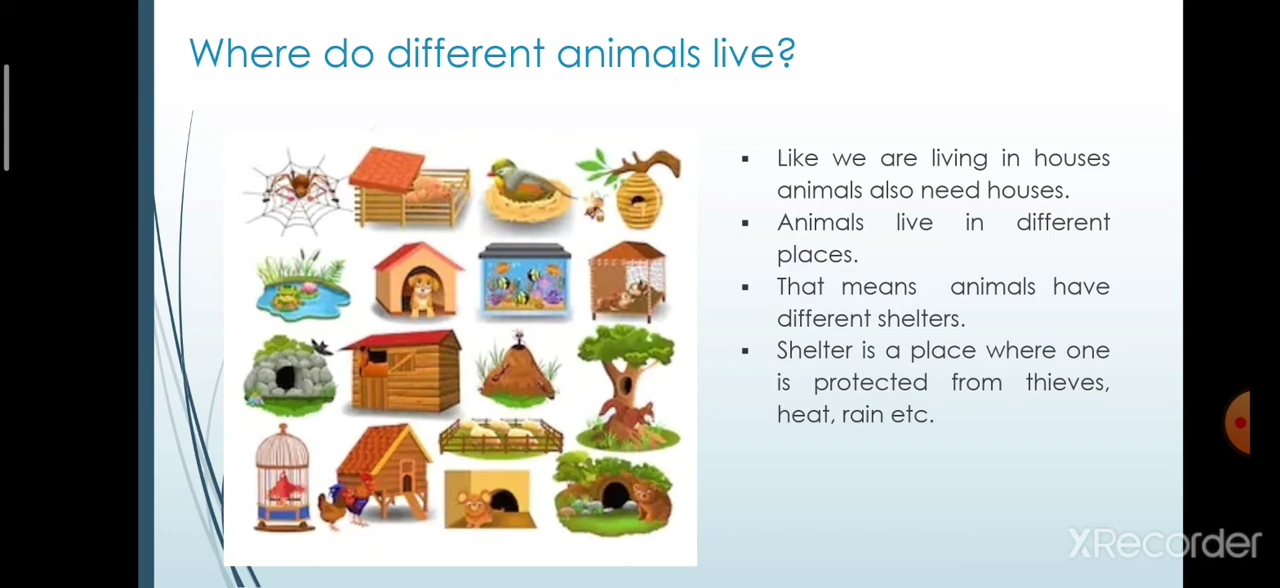 Where do different animals live?
▪ Like we are living in houses
animals also need houses.
▪ Animals live in different
places.
▪ That means animals have
different shelters.
▪ Shelter is a place where one
is protected from thieves,
heat, rain etc.
XRecorder